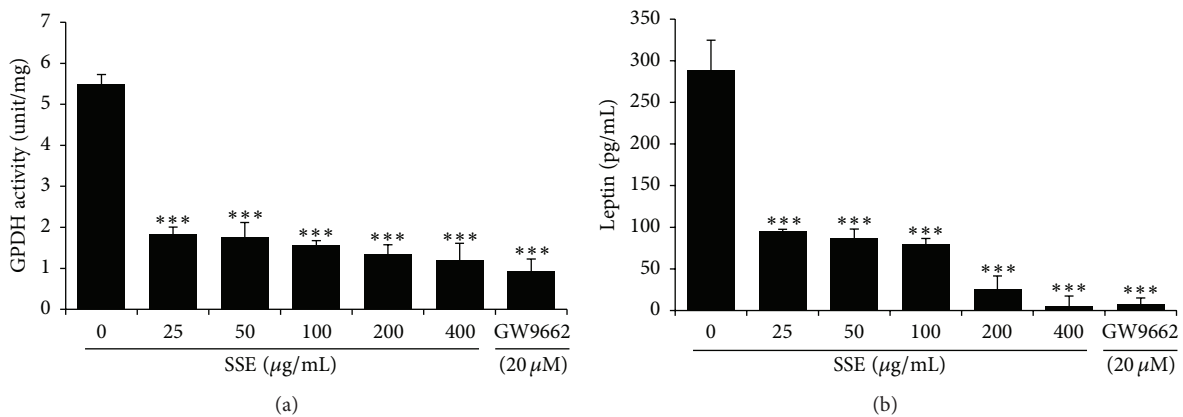 7
6
5
4
3
2
1
0
GPDH activity (unit/mg)
*** *** *** *** *** ***
0 25 50 100 200 400 GW9662
SSE (μg/mL) (20 μM)
(a)
350
300
250
200
150
100
50
0
Leptin (pg/mL)
*** *** *** *** *** ***
0 25 50 100 200 400 GW9662
SSE (μg/mL) (20 μM)
(b)